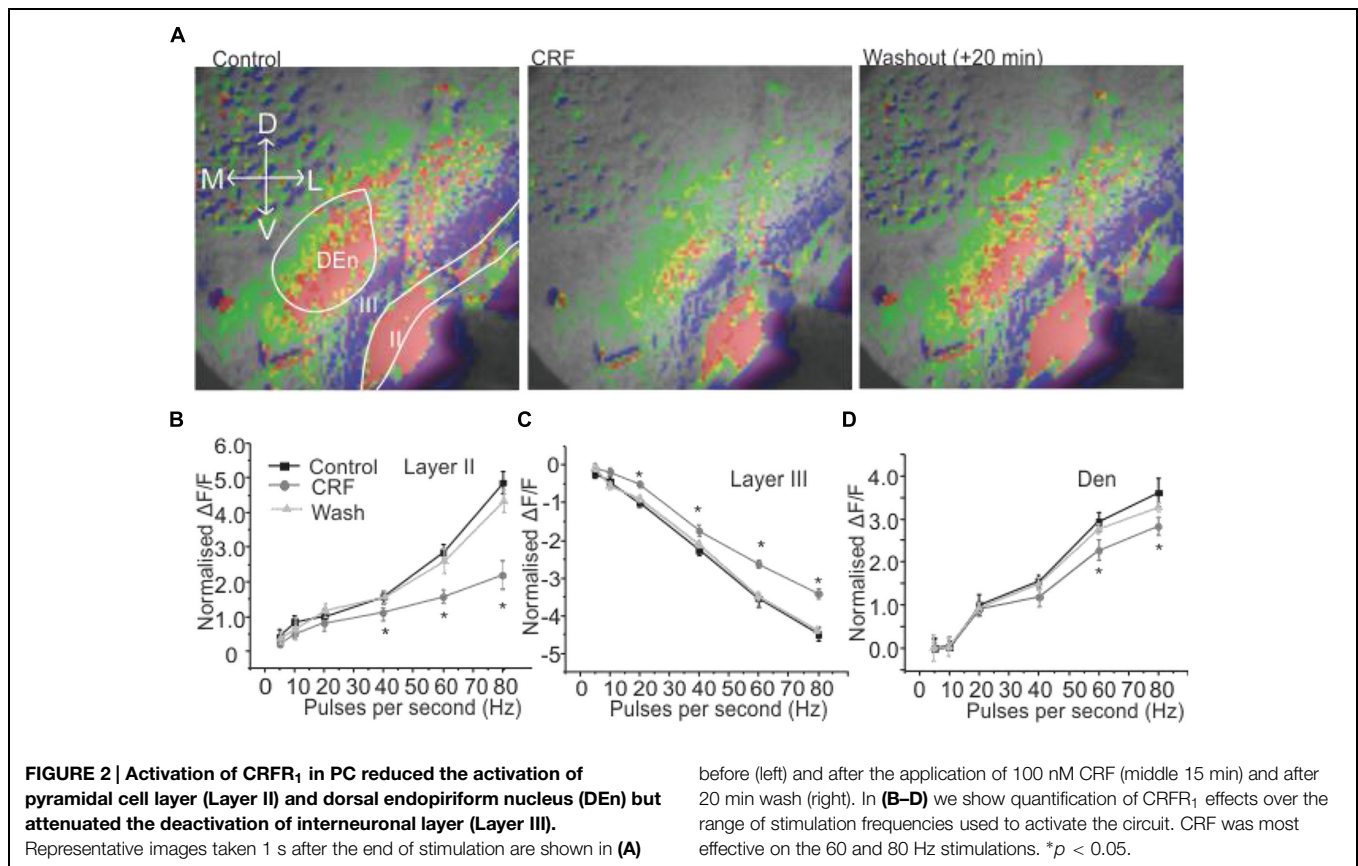 A
Control
CRF
Washout (+20 min)
D
M
L
V
DEn
III
II
B
6.0
5.0
4.0
3.0
2.0
1.0
0
Normalised ΔF/F
Control
CRF
Wash
Layer II
*
*
*
0 10 20 30 40 50 60 70 80
Pulses per second (Hz)
C
0
-1
-2
-3
-4
-5
Normalised ΔF/F
Layer III
*
*
*
*
0 10 20 30 40 50 60 70 80
Pulses per second (Hz)
D
4.0
3.0
2.0
1.0
0.0
Normalised ΔF/F
Den
*
*
0 10 20 30 40 50 60 70 80
Pulses per second (Hz)
FIGURE 2 | Activation of CRFR₁ in PC reduced the activation of
pyramidal cell layer (Layer II) and dorsal endopiriform nucleus (DEn) but
attenuated the deactivation of interneuronal layer (Layer III).
Representative images taken 1 s after the end of stimulation are shown in (A)
before (left) and after the application of 100 nM CRF (middle 15 min) and after
20 min wash (right). In (B–D) we show quantification of CRFR₁ effects over the
range of stimulation frequencies used to activate the circuit. CRF was most
effective on the 60 and 80 Hz stimulations. *p < 0.05.